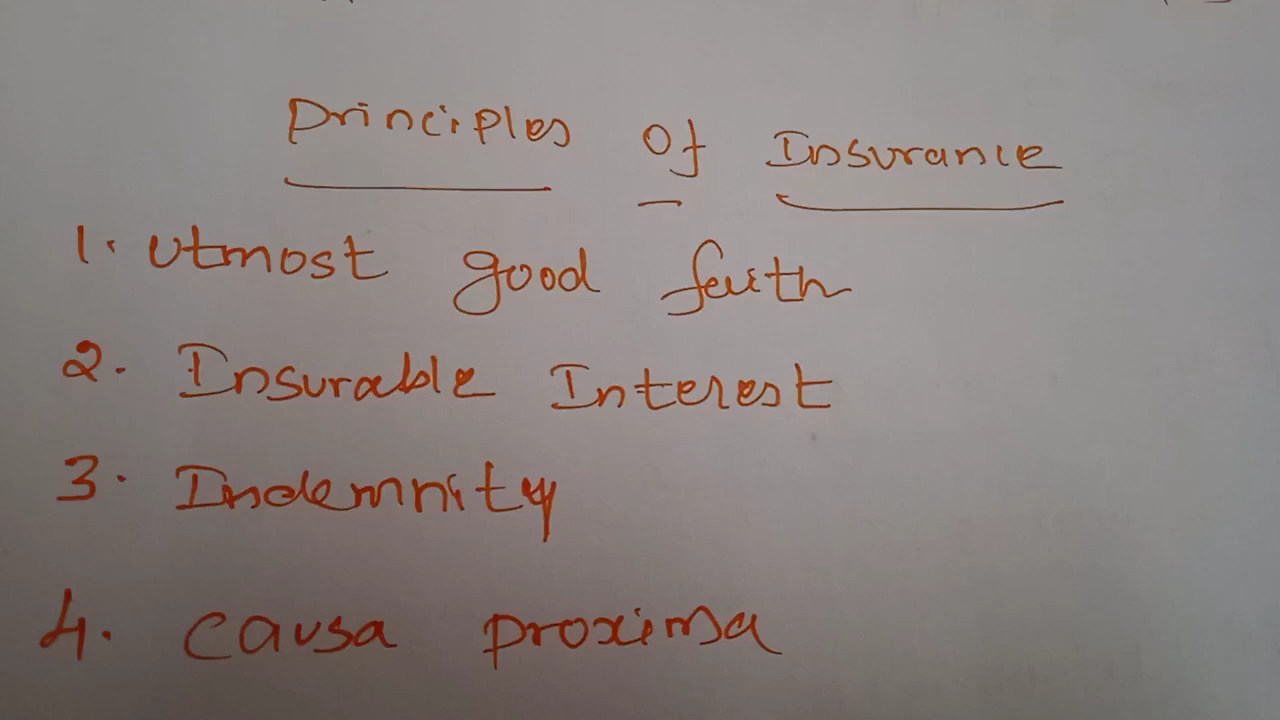 Principles Of Insurance
1. Utmost good faith
2. Insurable Interest
3. Indemnity
4. Causa proxima